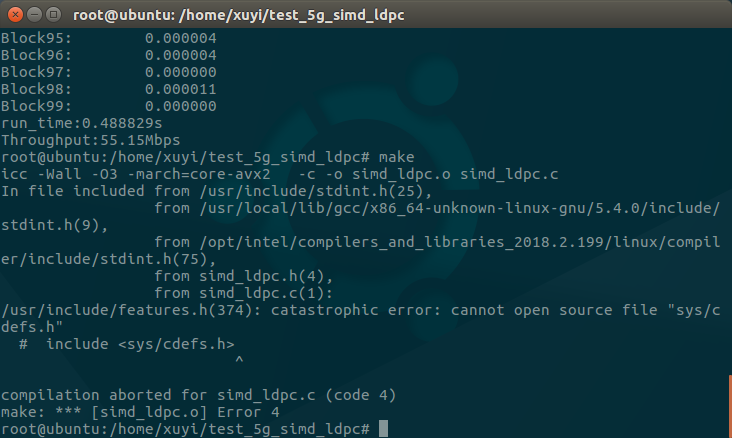 root@ubuntu: /home/xuyi/test_5g_simd_ldpc
Block95:        0.000004
Block96:        0.000004
Block97:        0.000000
Block98:        0.000011
Block99:        0.000000
run_time:0.488829s
Throughput:55.15Mbps
root@ubuntu:/home/xuyi/test_5g_simd_ldpc# make
icc -Wall -O3 -march=core-avx2   -c -o simd_ldpc.o simd_ldpc.c
In file included from /usr/include/stdint.h(25),
                 from /usr/local/lib/gcc/x86_64-unknown-linux-gnu/5.4.0/include/
stdint.h(9),
                 from /opt/intel/compilers_and_libraries_2018.2.199/linux/compil
er/include/stdint.h(75),
                 from simd_ldpc.h(4),
                 from simd_ldpc.c(1):
/usr/include/features.h(374): catastrophic error: cannot open source file "sys/c
defs.h"
  #  include <sys/cdefs.h>
                          ^
compilation aborted for simd_ldpc.c (code 4)
make: *** [simd_ldpc.o] Error 4
root@ubuntu:/home/xuyi/test_5g_simd_ldpc#